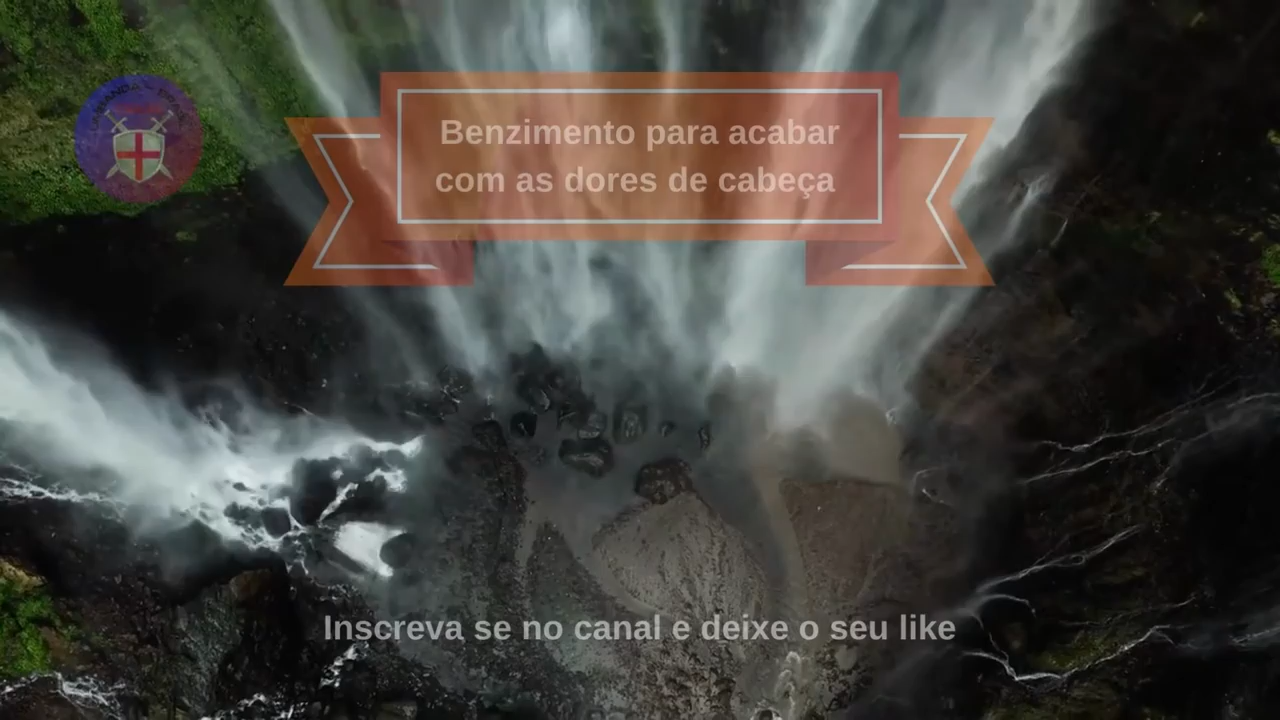 Benzimento para acabar
com as dores de cabeça
Inscreva se no canal e deixe o seu like